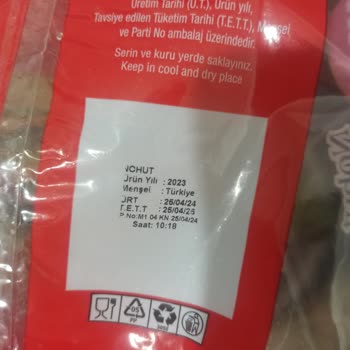 Üretim Tarihi (Ü.T.), Ürün yılı,
Tavsiye edilen Tüketim Tarihi (T.E.T.T.), Menşei
ve Parti No ambalaj üzerindedir.
Serin ve kuru yerde saklayınız.
Keep in cool and dry place
NOHUT
Ürün Yılı : 2023
Menşei : Türkiye
ÜRT : 26/04/24
T.E.T.T : 26/04/26
P No:M1 04 KN 25/04/24
Saat: 10:18
05
PP